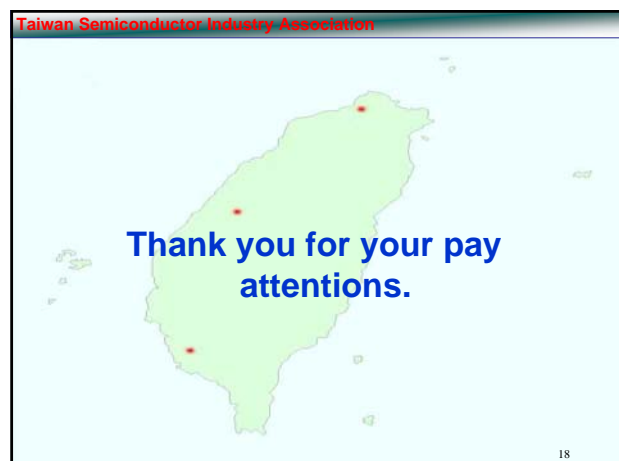 Taiwan Semiconductor Industry Association
Thank you for your pay
attentions.
18